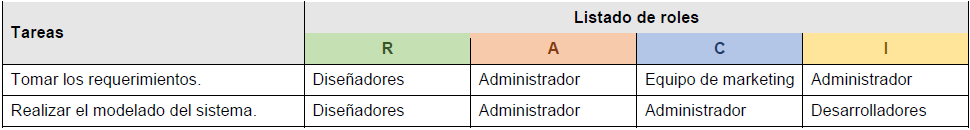 Tareas
Listado de roles
R A C I
Tomar los requerimientos. Diseñadores Administrador Equipo de marketing Administrador
Realizar el modelado del sistema. Diseñadores Administrador Administrador Desarrolladores